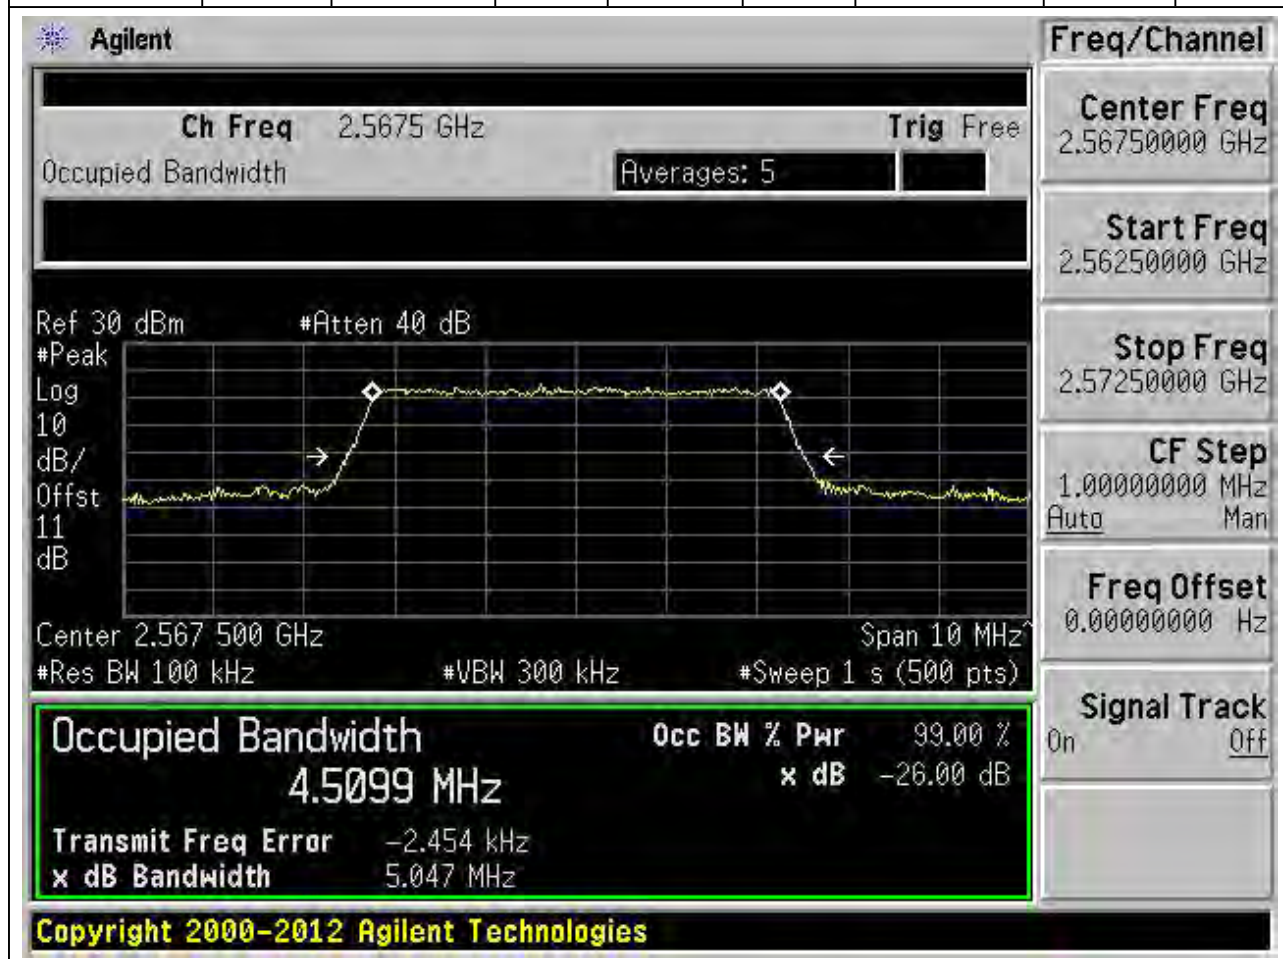 Agilent
Freq/Channel
Ch Freq 2.5675 GHz Trig Free
Occupied Bandwidth Averages: 5
Center Freq
2.56750000 GHz
Start Freq
2.56250000 GHz
Stop Freq
2.57250000 GHz
CF Step
1.00000000 MHz
Auto Man
Freq Offset
0.00000000 Hz
Signal Track
On Off
Ref 30 dBm #Atten 40 dB
#Peak
Log
10
dB/
Offst
11
dB
Center 2.567 500 GHz Span 10 MHz^
#Res BW 100 kHz #VBW 300 kHz #Sweep 1 s (500 pts)
Occupied Bandwidth Occ BW % Pwr 99.00 %
4.5099 MHz x dB -26.00 dB
Transmit Freq Error -2.454 kHz
x dB Bandwidth 5.047 MHz
Copyright 2000-2012 Agilent Technologies